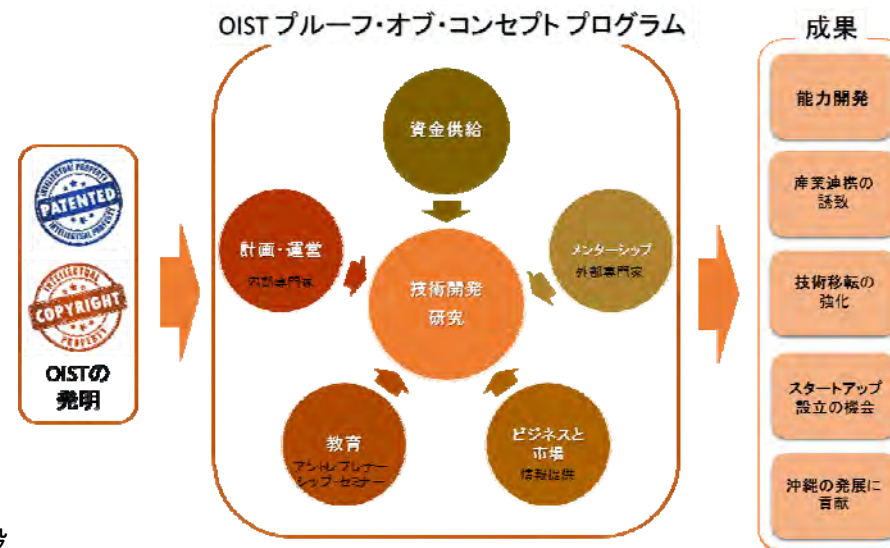 OIST プルーフ・オブ・コンセプト プログラム
成果
INTELLECTUAL PROPERTY
PATENTED
INTELLECTUAL PROPERTY
INTELLECTUAL
COPYRIGHT
PROPERTY
OISTの
発明
資金供給
計画・運営
内部専門家
メンターシップ
外部専門家
技術開発
研究
教育
アントレプレナー
シップ・セミナー
ビジネスと
市場
情報提供
能力開発
産業連携の
誘致
技術移転の
強化
スタートアップ
設立の機会
沖縄の発展に
貢献